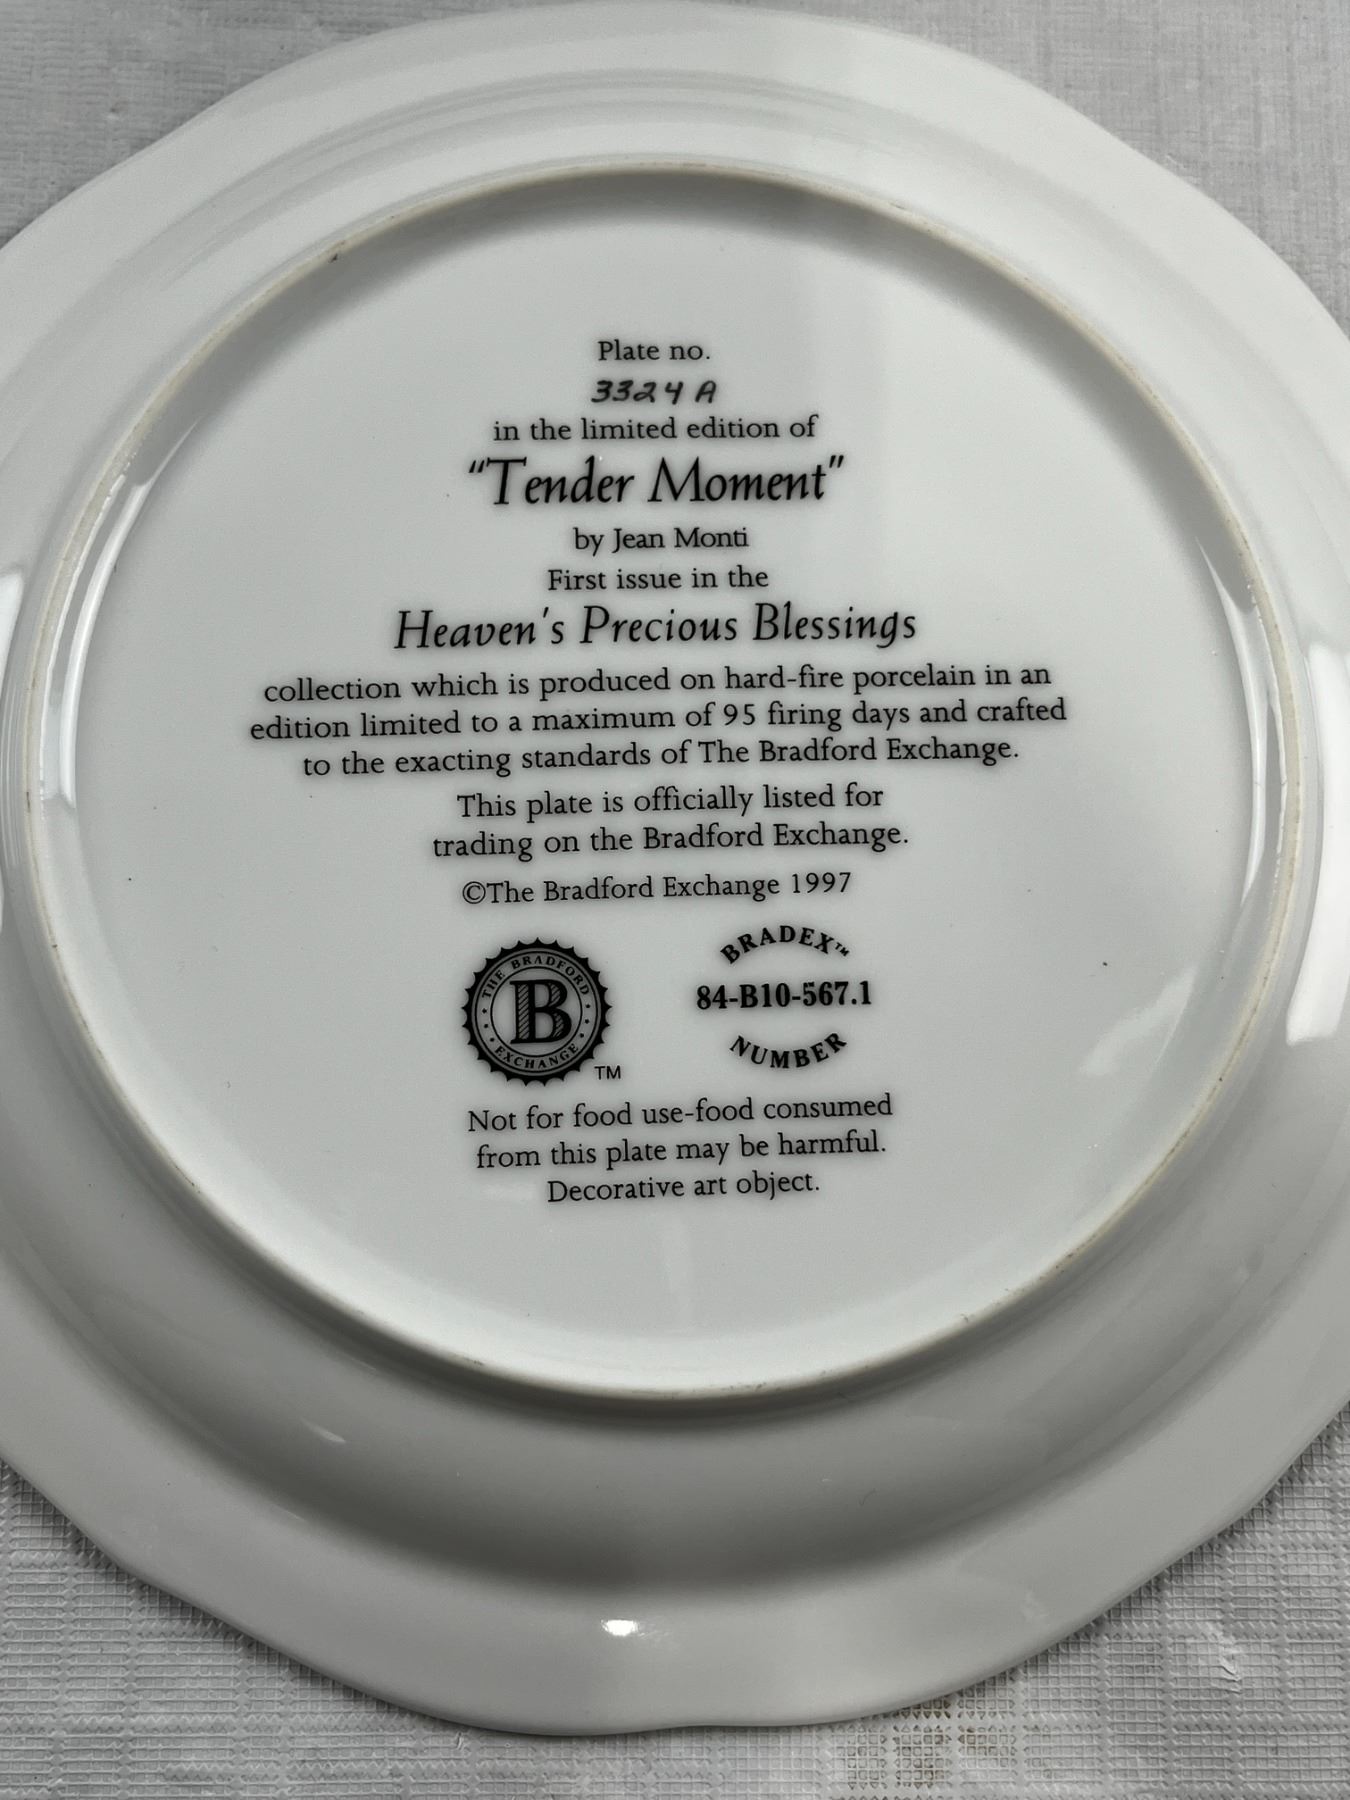 Plate no.
3324 A
in the limited edition of
"Tender Moment"
by Jean Monti
First issue in the
Heaven's Precious Blessings
collection which is produced on hard-fire porcelain in an
edition limited to a maximum of 95 firing days and crafted
to the exacting standards of The Bradford Exchange.
This plate is officially listed for
trading on the Bradford Exchange.
©The Bradford Exchange 1997
THE BRADFORD
B
EXCHANGE
TM
BRADEX™
84-B10-567.1
NUMBER
Not for food use-food consumed
from this plate may be harmful.
Decorative art object.